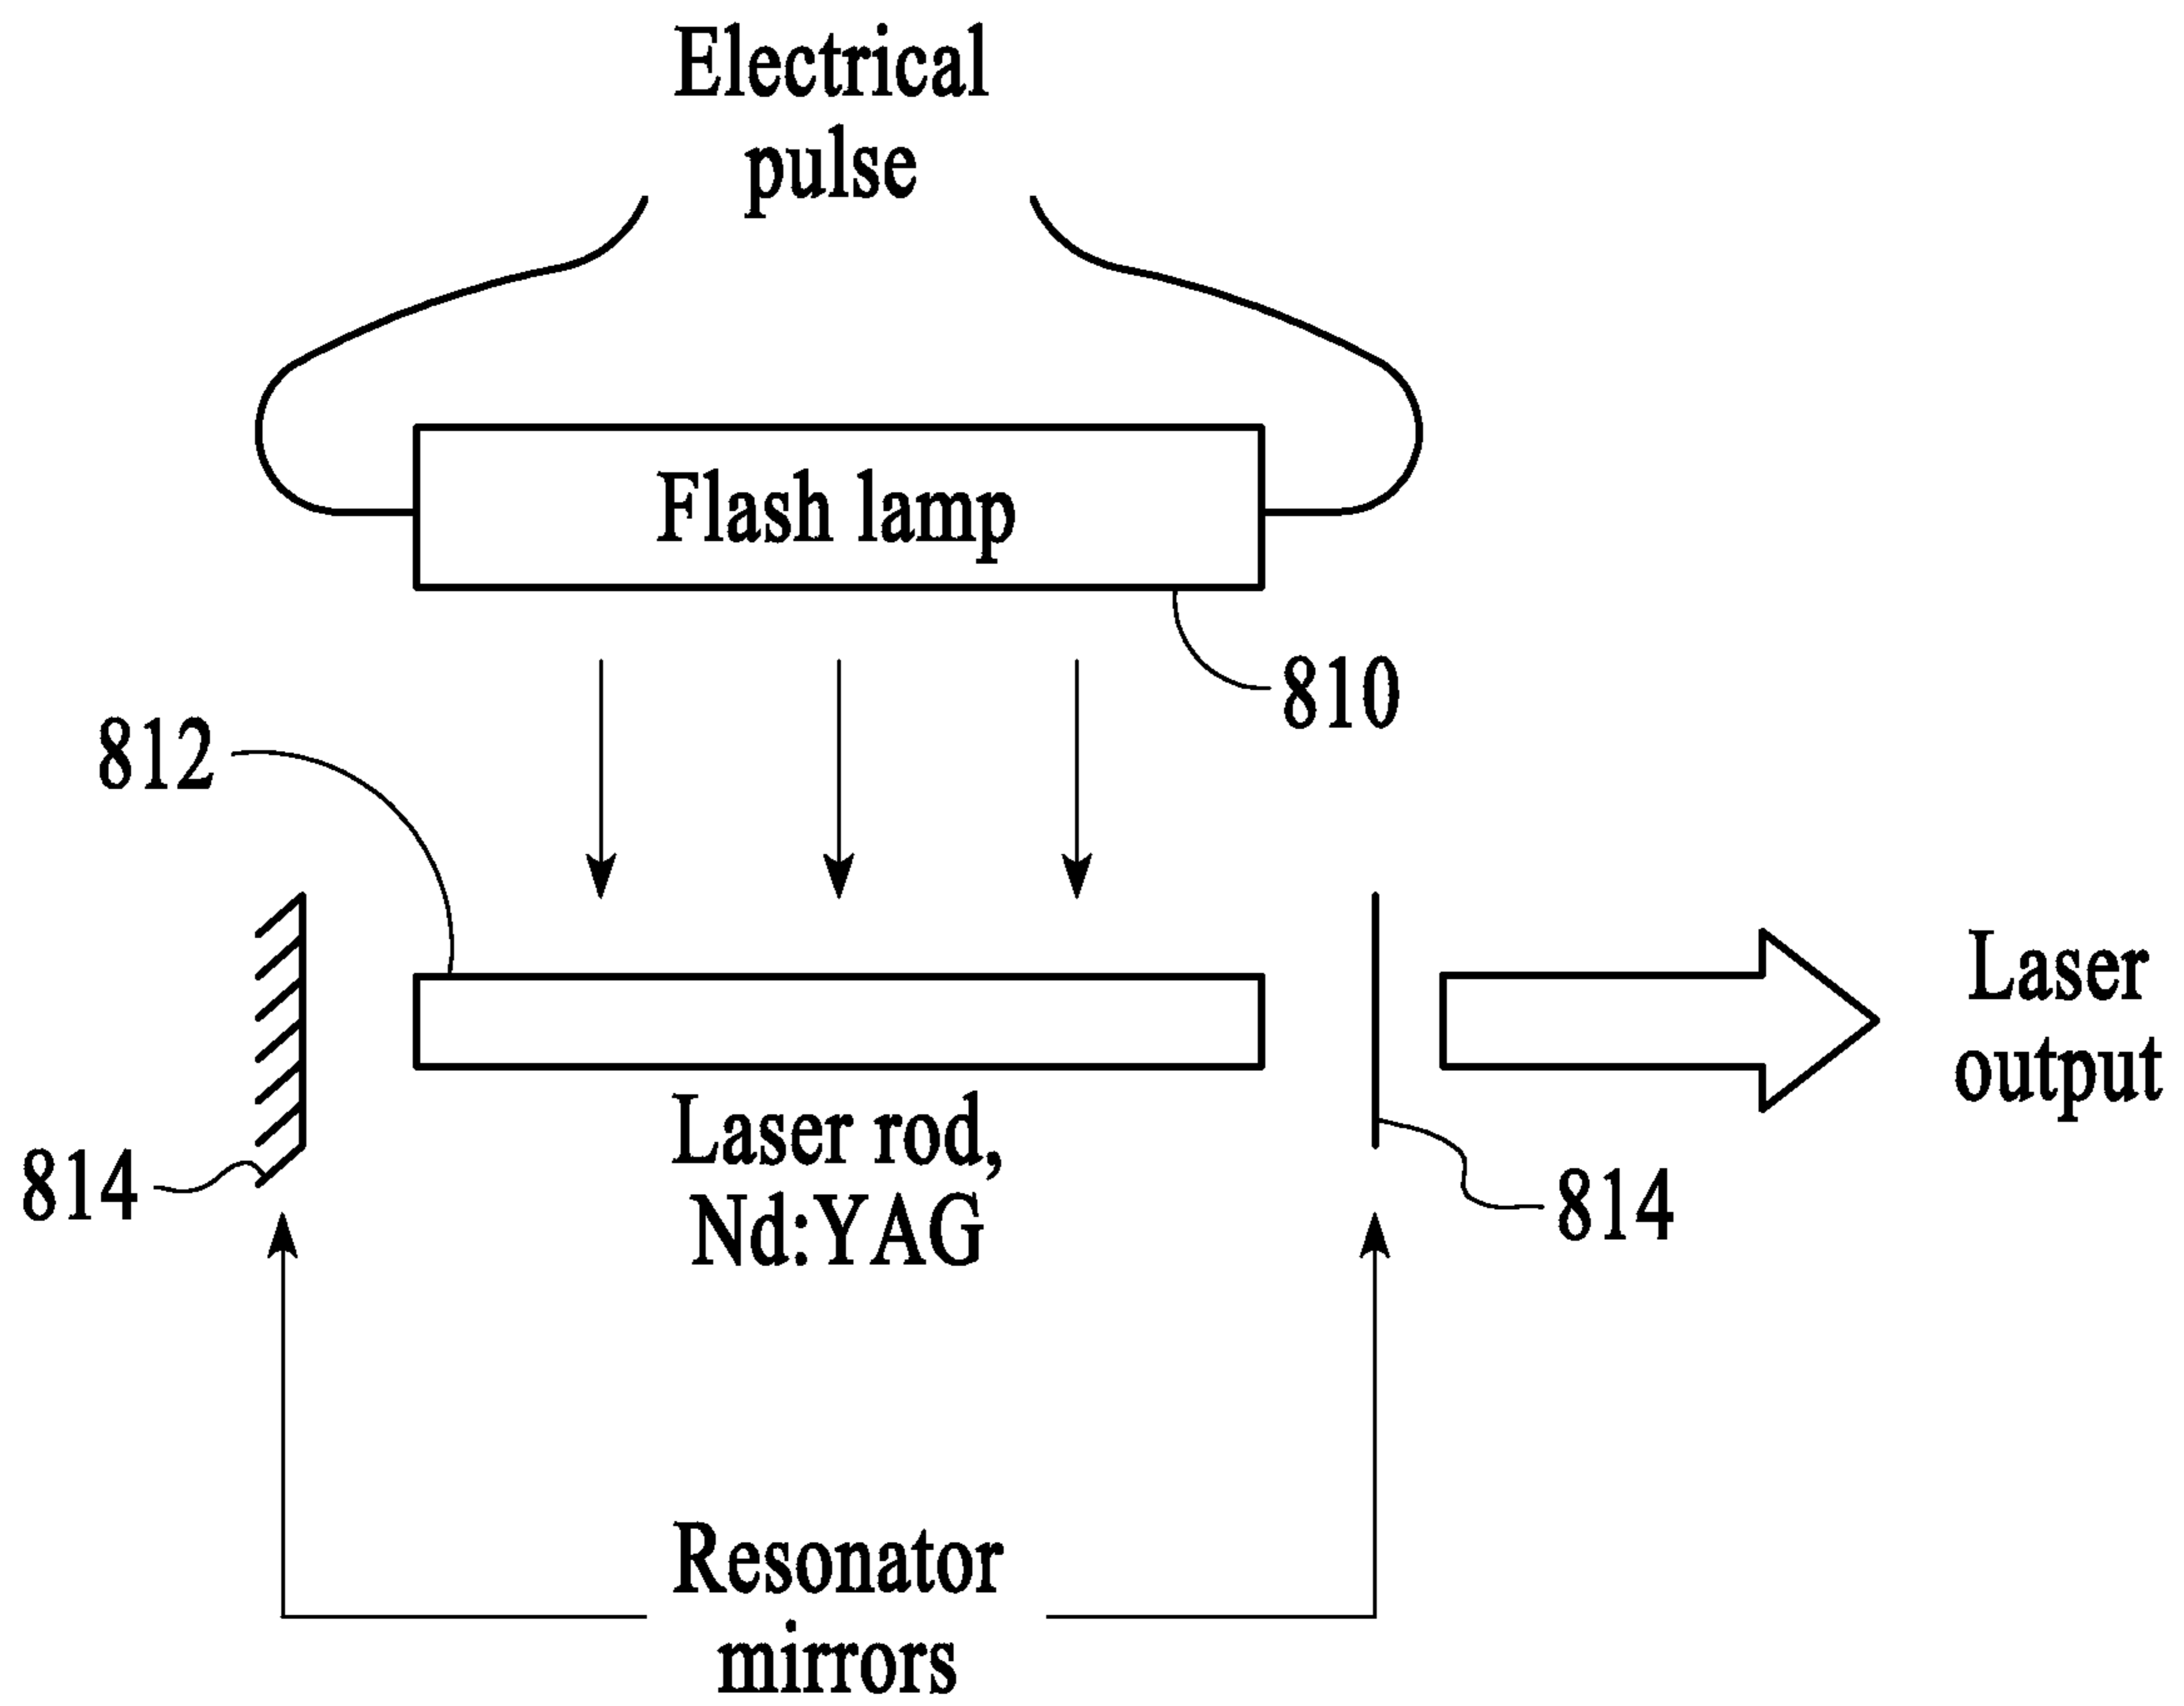 Electrical
pulse
Flash lamp
810
812
Laser rod,
Nd:YAG
Laser
output
814
814
Resonator
mirrors